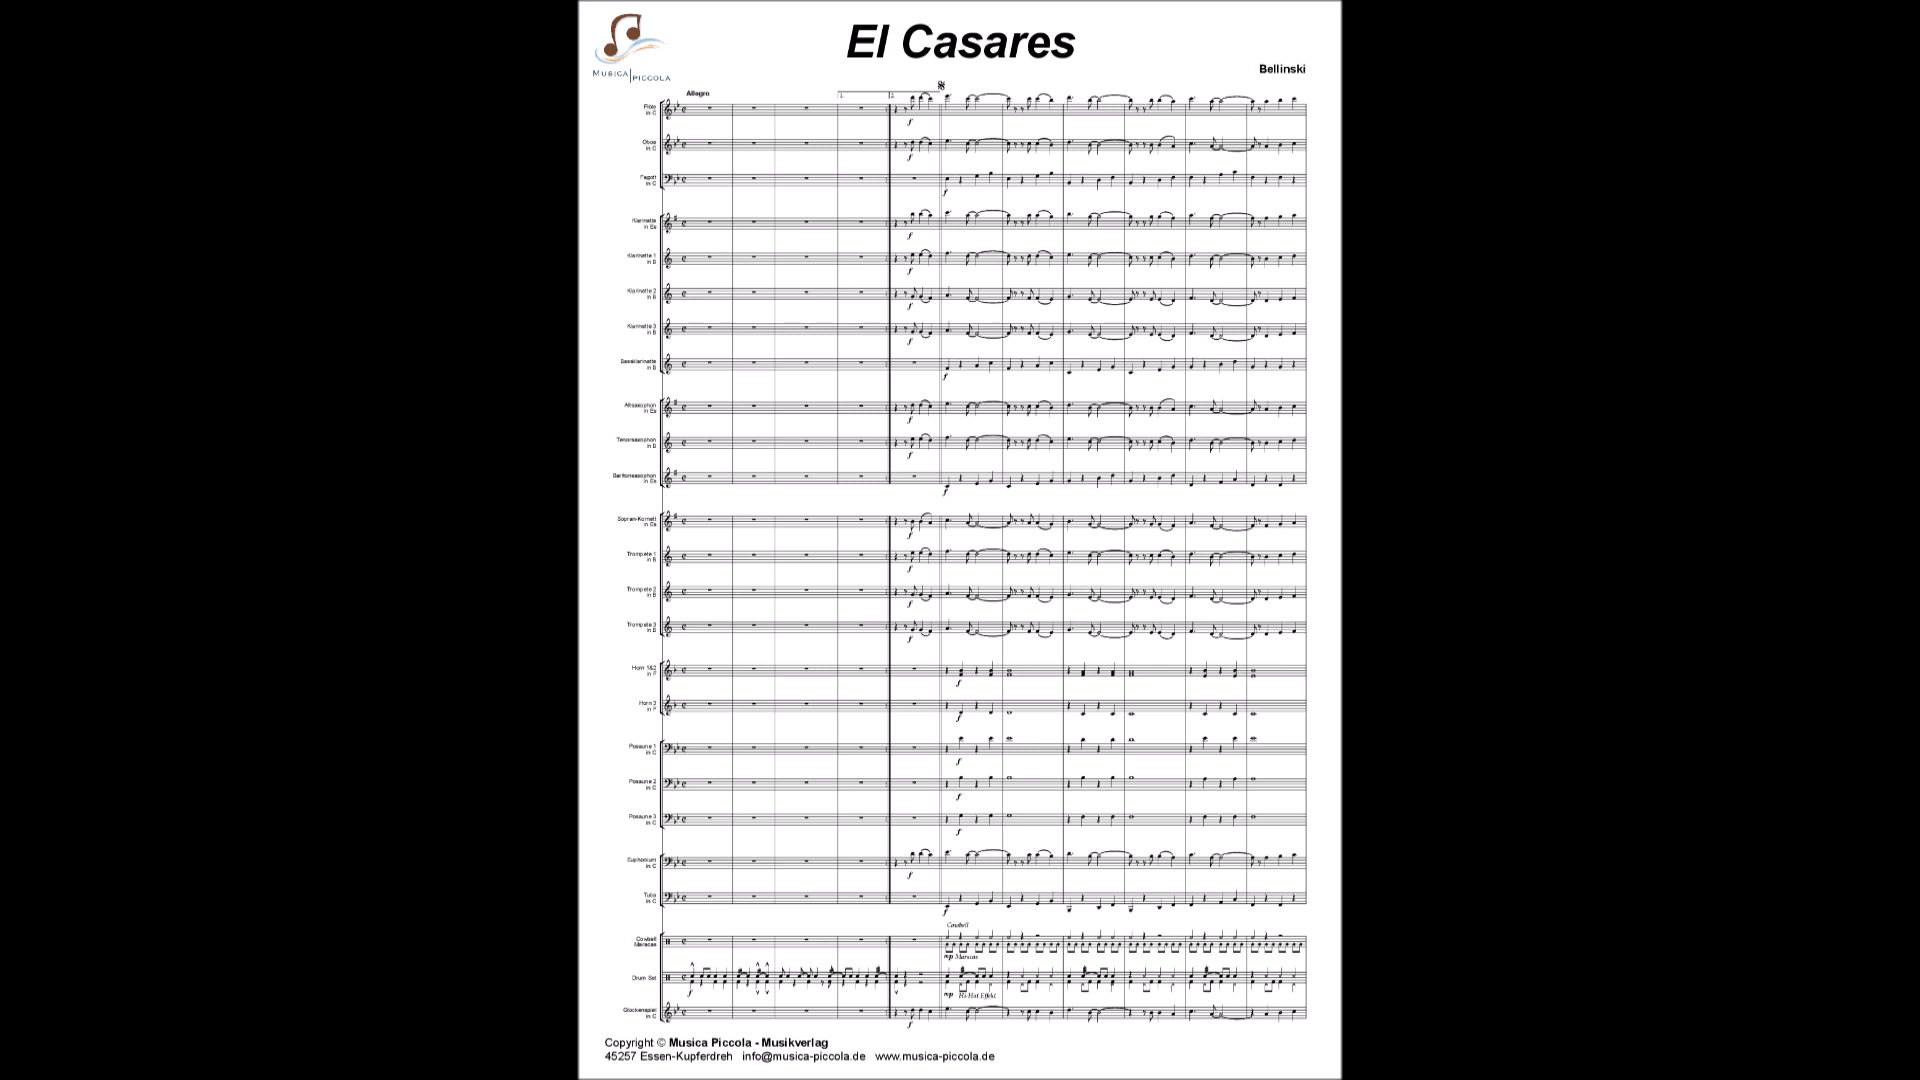 El Casares
MUSICA PICCOLA
Bellinski
Allegro
1.
2.
Flöte
in C
f
Oboe
in C
f
Fagott
in C
f
Klarinette
in Es
f
Klarinette 1
in B
f
Klarinette 2
in B
f
Klarinette 3
in B
f
Bassklarinette
in B
f
Altsaxophon
in Es
f
Tenorsaxophon
in B
f
Baritonsaxophon
in Es
f
Sopran-Kornett
in Es
f
Trompete 1
in B
f
Trompete 2
in B
f
Trompete 3
in B
f
Horn 1&2
in F
f
Horn 3
in F
f
Posaune 1
in C
f
Posaune 2
in C
f
Posaune 3
in C
f
Euphonium
in C
f
Tuba
in C
f
Cowbell
Cowbell
Maracas
mp Maracas
Drum Set
f
mp Hi-Hat Effekt
Glockenspiel
in C
f
Copyright © Musica Piccola - Musikverlag
45257 Essen-Kupferdreh info@musica-piccola.de www.musica-piccola.de